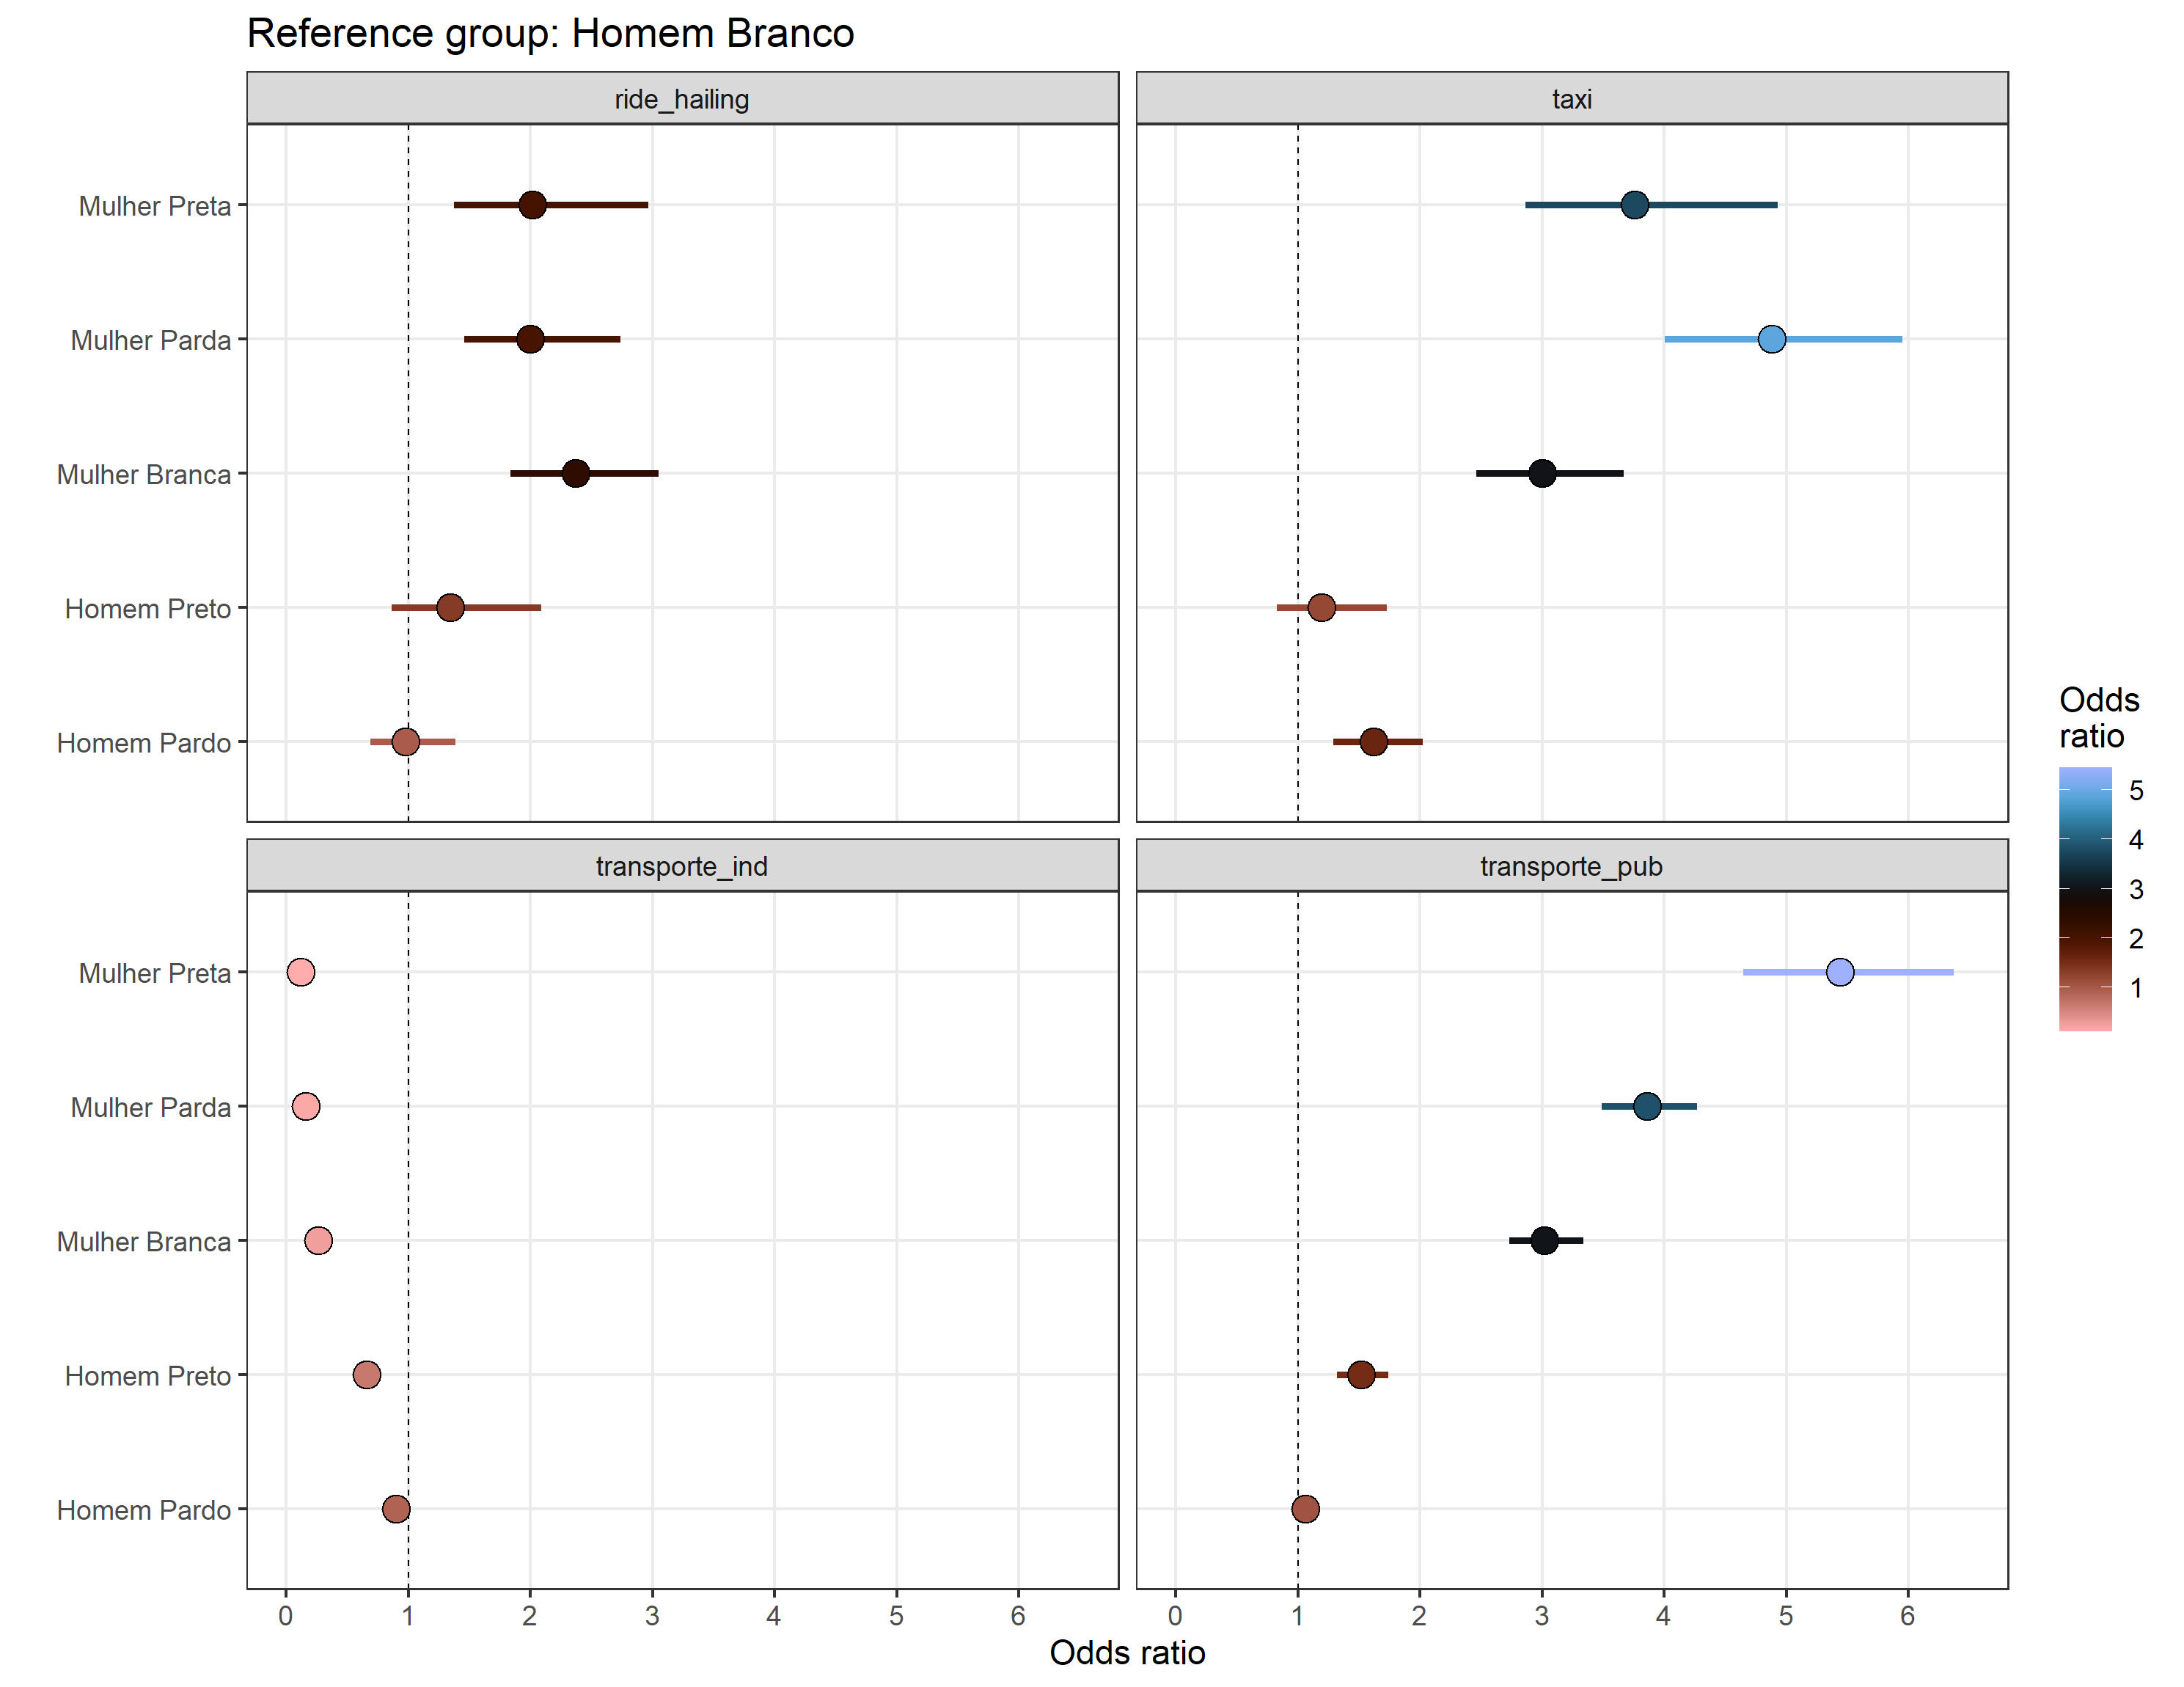 Reference group: Homem Branco
ride_hailing
taxi
Mulher Preta
Mulher Parda
Mulher Branca
Homem Preto
Homem Pardo
transporte_ind
transporte_pub
Mulher Preta
Mulher Parda
Mulher Branca
Homem Preto
Homem Pardo
0 1 2 3 4 5 6
0 1 2 3 4 5 6
Odds ratio
Odds
ratio
5
4
3
2
1